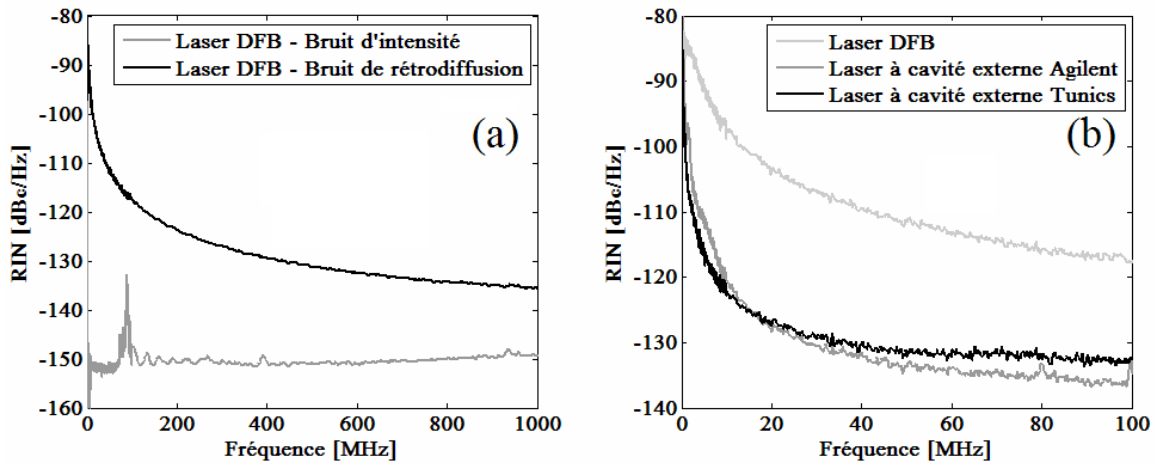 -80
-90
-100
-110
-120
-130
-140
-150
-160
RIN [dBc/Hz]
Laser DFB - Bruit d'intensité
Laser DFB - Bruit de rétrodiffusion
(a)
0
200
400
600
800
1000
Fréquence [MHz]
-80
-90
-100
-110
-120
-130
-140
RIN [dBc/Hz]
Laser DFB
Laser à cavité externe Agilent
Laser à cavité externe Tunics
(b)
0
20
40
60
80
100
Fréquence [MHz]